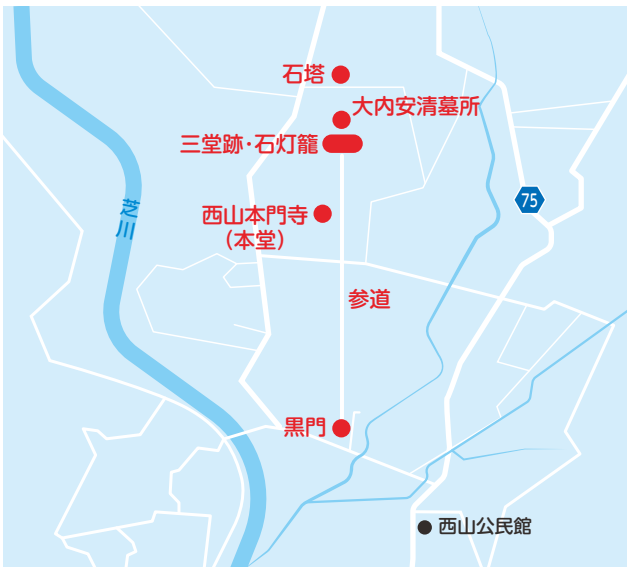 石塔
大内安清墓所
三堂跡・石灯籠
75
芝川
西山本門寺
（本堂）
参道
黒門
西山公民館